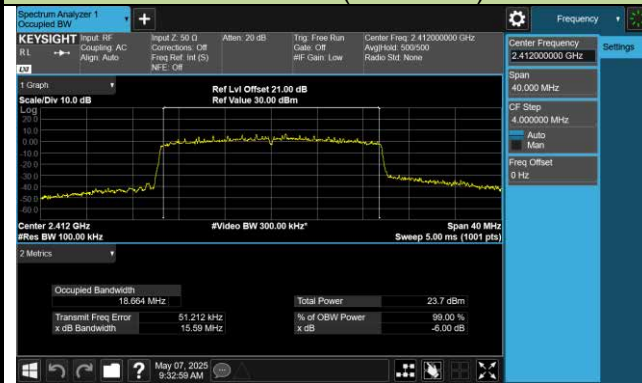 Spectrum Analyzer 1
Occupied BW
Frequency
KEYSIGHT
Input: RF
Coupling: AC
Align: Auto
Input Z: 50 Ω
Corrections: Off
Freq Ref: Int (S)
NFE: Off
Atten: 20 dB
Trig: Free Run
Gate: Off
#IF Gain: Low
Center Freq: 2.412000000 GHz
Avg|Hold: 500/500
Radio Std: None
RL
LXI
Center Frequency
2.412000000 GHz
Settings
Span
40.000 MHz
CF Step
4.000000 MHz
Auto
Man
Freq Offset
0 Hz
1 Graph
Scale/Div 10.0 dB
Ref Lvl Offset 21.00 dB
Ref Value 30.00 dBm
Log
20.0
10.0
0.00
-10.0
-20.0
-30.0
-40.0
-50.0
-60.0
Center 2.412 GHz
#Res BW 100.00 kHz
#Video BW 300.00 kHz*
Span 40 MHz
Sweep 5.00 ms (1001 pts)
2 Metrics
Occupied Bandwidth
18.664 MHz
Total Power 23.7 dBm
Transmit Freq Error 51.212 kHz
% of OBW Power 99.00 %
x dB Bandwidth 15.59 MHz
x dB -6.00 dB
?
May 07, 2025
9:32:59 AM